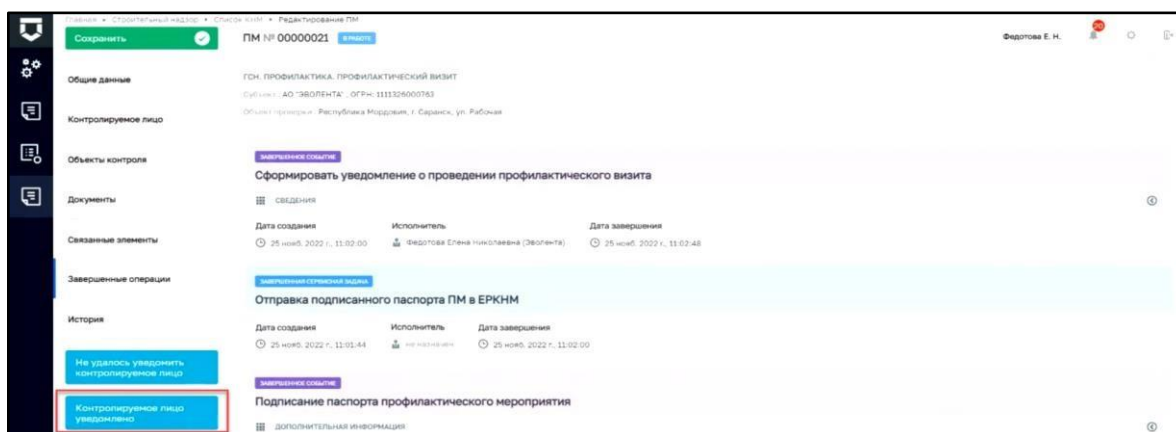 Главная • Строительный надзор • Список КНМ • Редактирование ПМ
Сохранить
ПМ № 00000021 В РАБОТЕ
Федотова Е. Н.
20
Общие данные
Контролируемое лицо
Объекты контроля
Документы
Связанные элементы
Завершенные операции
История
Не удалось уведомить
контролируемое лицо
Контролируемое лицо
уведомлено
ГСН. ПРОФИЛАКТИКА. ПРОФИЛАКТИЧЕСКИЙ ВИЗИТ
Субъект: АО "ЭВОЛЕНТА", ОГРН: 1111326000763
Объект проверки: Республика Мордовия, г. Саранск, ул. Рабочая
ЗАВЕРШЕННОЕ СОБЫТИЕ
Сформировать уведомление о проведении профилактического визита
СВЕДЕНИЯ
Дата создания Исполнитель Дата завершения
25 нояб. 2022 г., 11:02:00 Федотова Елена Николаевна (Эволента) 25 нояб. 2022 г., 11:02:48
ЗАВЕРШЕННАЯ СЕРВИСНАЯ ЗАДАЧА
Отправка подписанного паспорта ПМ в ЕРКНМ
Дата создания Исполнитель Дата завершения
25 нояб. 2022 г., 11:01:44 не назначен 25 нояб. 2022 г., 11:02:00
ЗАВЕРШЕННОЕ СОБЫТИЕ
Подписание паспорта профилактического мероприятия
ДОПОЛНИТЕЛЬНАЯ ИНФОРМАЦИЯ